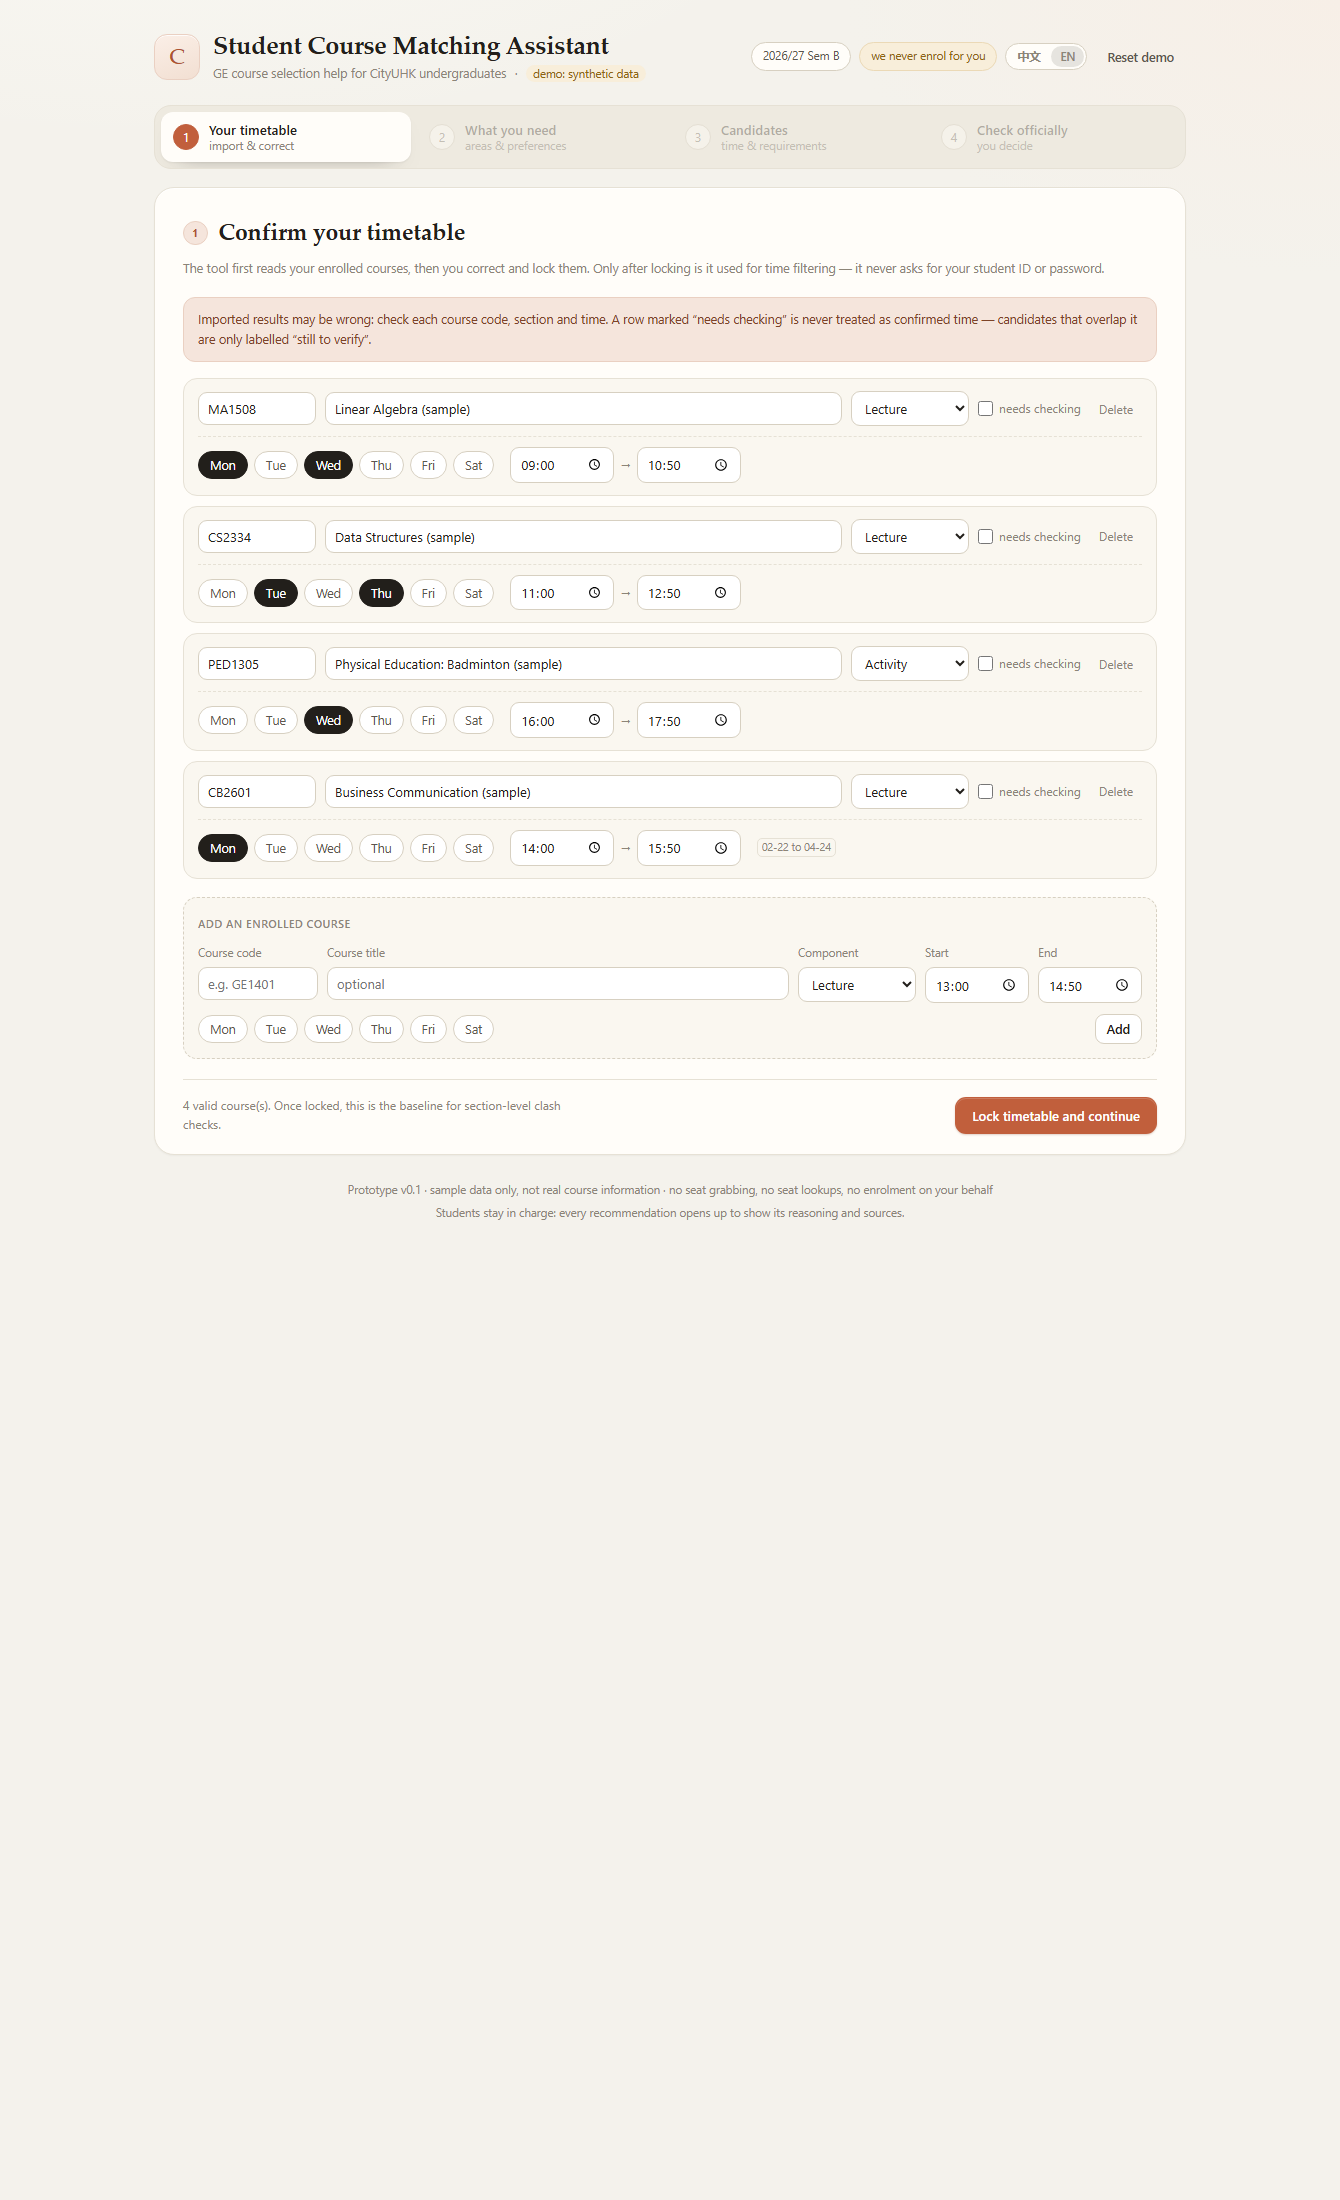 C
Student Course Matching Assistant
GE course selection help for CityUHK undergraduates · demo: synthetic data
2026/27 Sem B
we never enrol for you
中文 EN
Reset demo
1 Your timetable
import & correct
2 What you need
areas & preferences
3 Candidates
time & requirements
4 Check officially
you decide
1 Confirm your timetable
The tool first reads your enrolled courses, then you correct and lock them. Only after locking is it used for time filtering — it never asks for your student ID or password.
Imported results may be wrong: check each course code, section and time. A row marked “needs checking” is never treated as confirmed time — candidates that overlap it
are only labelled “still to verify”.
MA1508 Linear Algebra (sample) Lecture needs checking Delete
Mon Tue Wed Thu Fri Sat 09:00 → 10:50
CS2334 Data Structures (sample) Lecture needs checking Delete
Mon Tue Wed Thu Fri Sat 11:00 → 12:50
PED1305 Physical Education: Badminton (sample) Activity needs checking Delete
Mon Tue Wed Thu Fri Sat 16:00 → 17:50
CB2601 Business Communication (sample) Lecture needs checking Delete
Mon Tue Wed Thu Fri Sat 14:00 → 15:50 02-22 to 04-24
ADD AN ENROLLED COURSE
Course code Course title Component Start End
e.g. GE1401 optional Lecture 13:00 14:50
Mon Tue Wed Thu Fri Sat Add
4 valid course(s). Once locked, this is the baseline for section-level clash
checks.
Lock timetable and continue
Prototype v0.1 · sample data only, not real course information · no seat grabbing, no seat lookups, no enrolment on your behalf
Students stay in charge: every recommendation opens up to show its reasoning and sources.